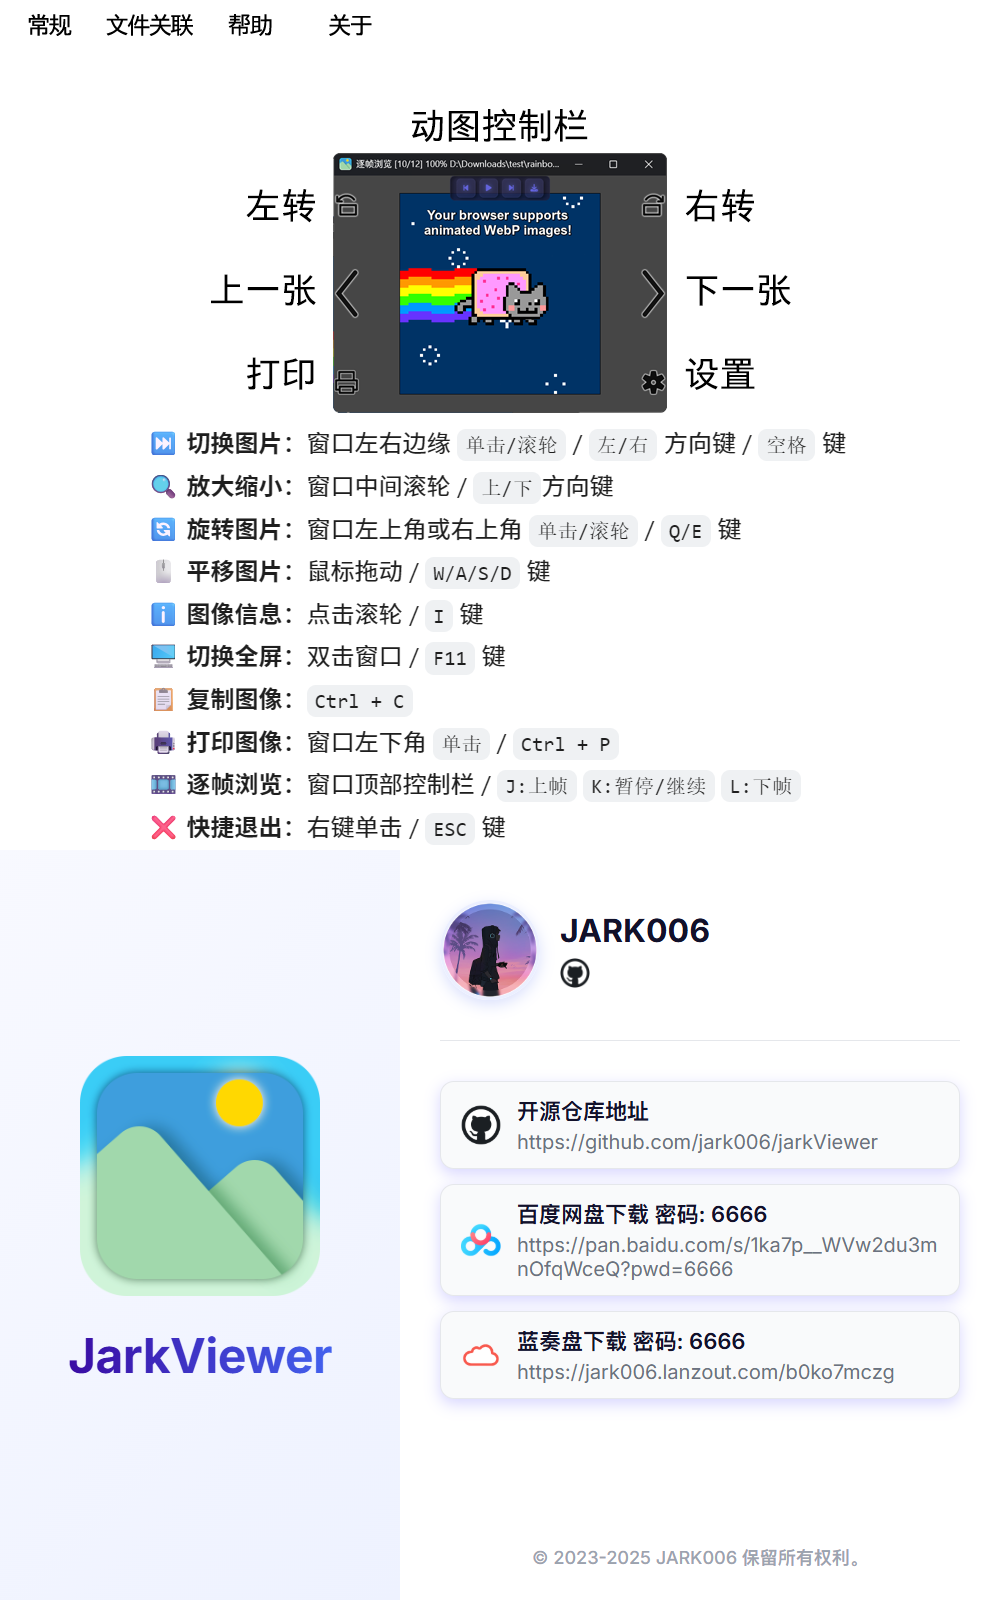 常规 文件关联 帮助 关于
动图控制栏
逐帧浏览 [10/12] 100% D:\Downloads\test\rainbo...
左转
右转
Your browser supports
animated WebP images!
上一张
下一张
打印
设置
切换图片：窗口左右边缘 单击/滚轮 / 左/右 方向键 / 空格 键
放大缩小：窗口中间滚轮 / 上/下 方向键
旋转图片：窗口左上角或右上角 单击/滚轮 / Q/E 键
平移图片：鼠标拖动 / W/A/S/D 键
图像信息：点击滚轮 / I 键
切换全屏：双击窗口 / F11 键
复制图像：Ctrl + C
打印图像：窗口左下角 单击 / Ctrl + P
逐帧浏览：窗口顶部控制栏 / J:上帧 K:暂停/继续 L:下帧
快捷退出：右键单击 / ESC 键
JarkViewer
JARK006
开源仓库地址
https://github.com/jark006/jarkViewer
百度网盘下载 密码: 6666
https://pan.baidu.com/s/1ka7p__WVw2du3m
nOfqWceQ?pwd=6666
蓝奏盘下载 密码: 6666
https://jark006.lanzout.com/b0ko7mczg
© 2023-2025 JARK006 保留所有权利。